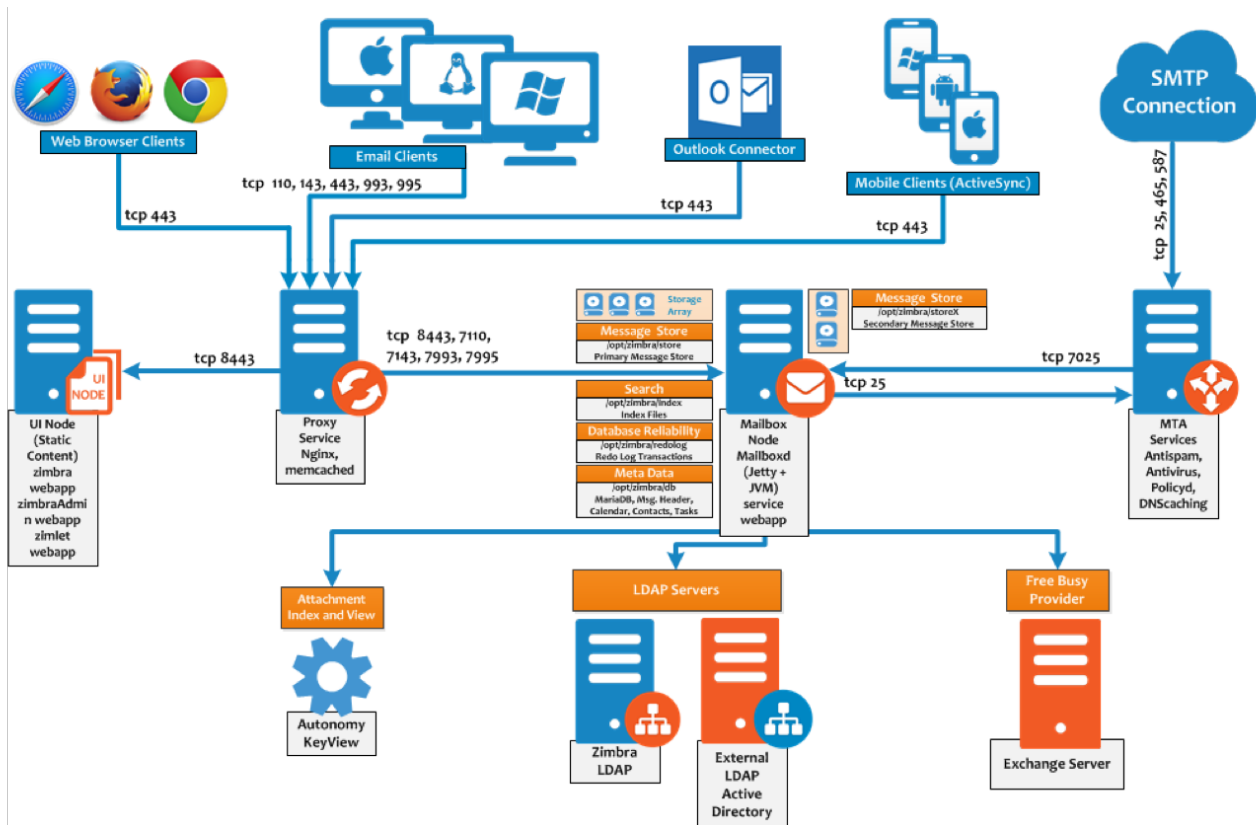 SMTP
Connection
Web Browser Clients
Email Clients
O
Outlook Connector
Mobile Clients (ActiveSync)
tcp 443
tcp 110, 143, 443, 993, 995
tcp 443
tcp 443
tcp 25, 465, 587
Storage
Array
Message Store
/opt/zimbra/store
Primary Message Store
Message Store
/opt/zimbra/storeX
Secondary Message Store
tcp 8443
tcp 8443, 7110,
7143, 7993, 7995
tcp 7025
tcp 25
UI
NODE
Search
/opt/zimbra/index
Index Files
Database Reliability
/opt/zimbra/redolog
Redo Log Transactions
Meta Data
/opt/zimbra/db
MariaDB, Msg. Header,
Calendar, Contacts, Tasks
UI Node
(Static
Content)
zimbra
webapp
zimbraAdmi
n webapp
zimlet
webapp
Proxy
Service
Nginx,
memcached
Mailbox
Node
Mailboxd
(Jetty +
JVM)
service
webapp
MTA
Services
Antispam,
Antivirus,
Policyd,
DNScaching
Attachment
Index and View
LDAP Servers
Free Busy
Provider
Autonomy
KeyView
Zimbra
LDAP
External
LDAP
Active
Directory
Exchange Server